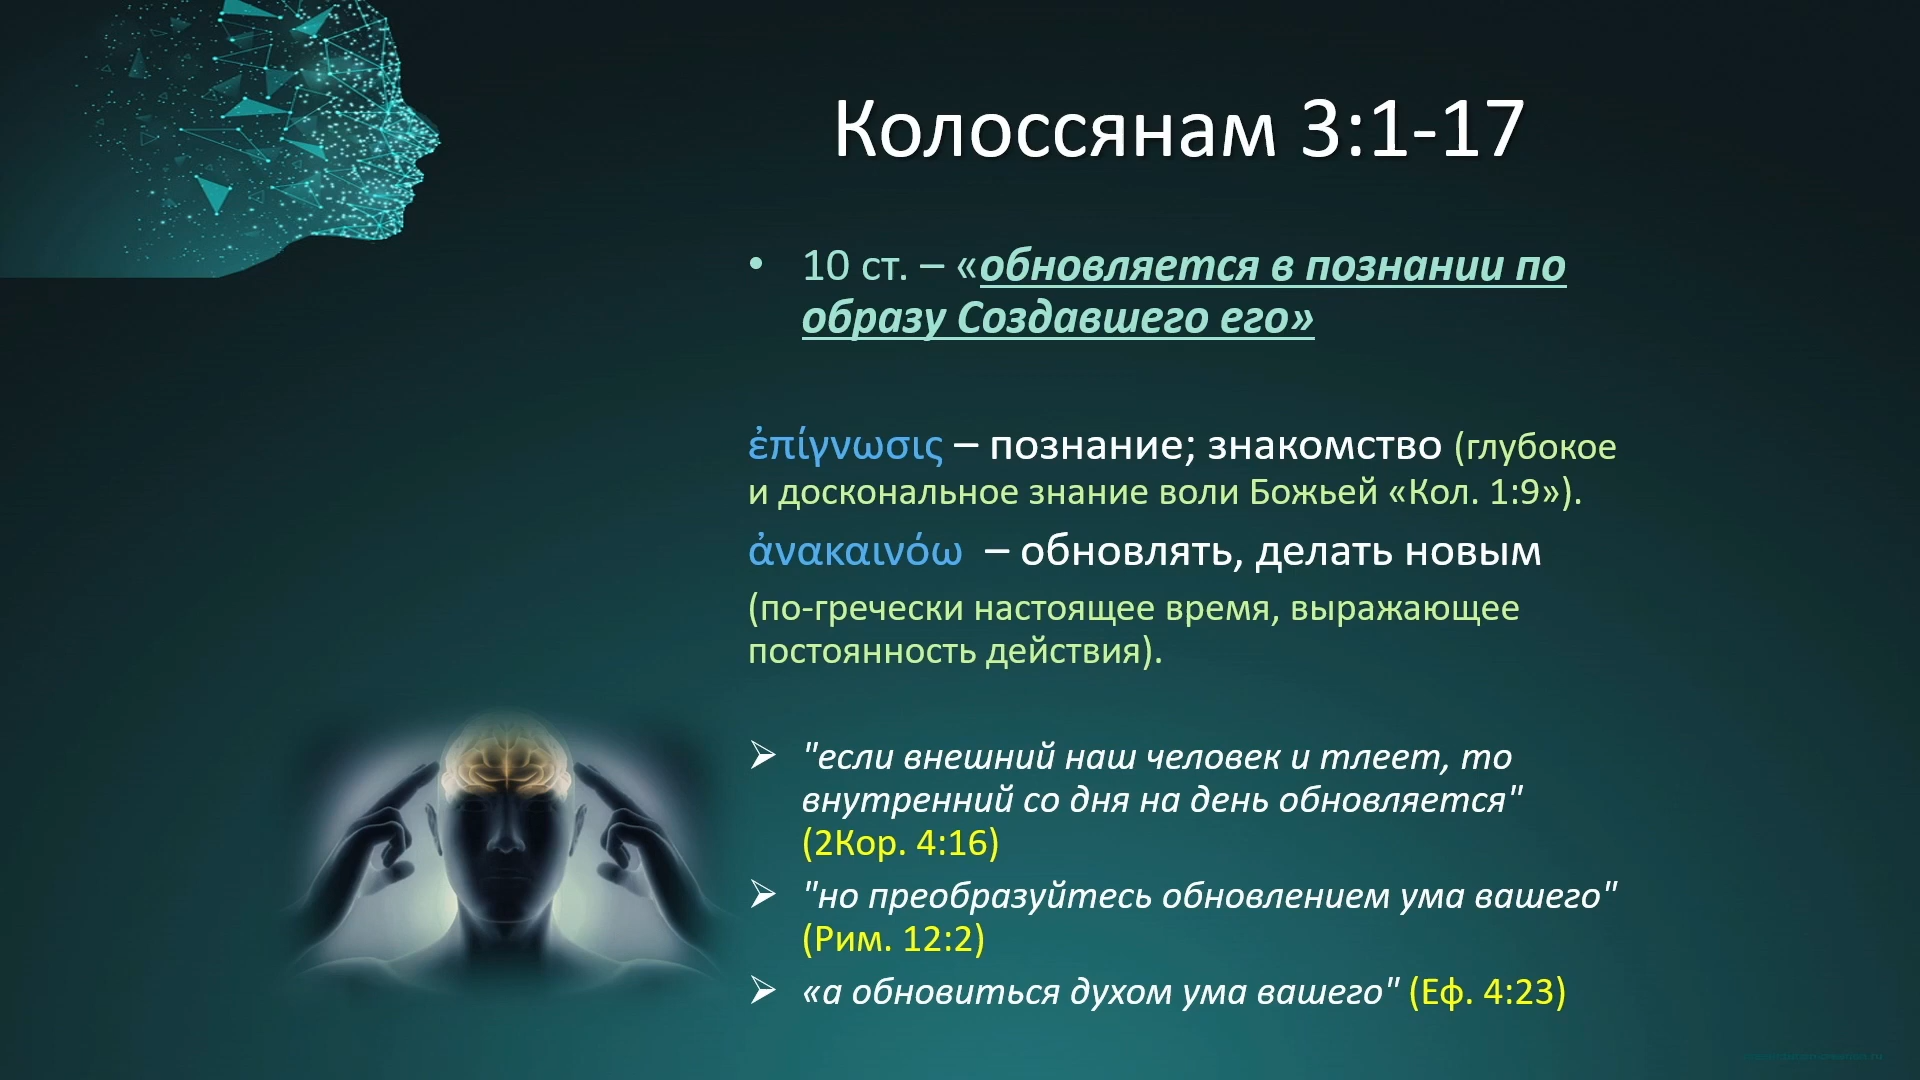 Колоссянам 3:1-17
• 10 ст. – «обновляется в познании по
образу Создавшего его»
ἐπίγνωσις – познание; знакомство (глубокое
и доскональное знание воли Божьей «Кол. 1:9»).
ἀνακαινόω – обновлять, делать новым
(по-гречески настоящее время, выражающее
постоянность действия).
➢ "если внешний наш человек и тлеет, то
внутренний со дня на день обновляется"
(2Кор. 4:16)
➢ "но преобразуйтесь обновлением ума вашего"
(Рим. 12:2)
➢ «а обновиться духом ума вашего" (Еф. 4:23)